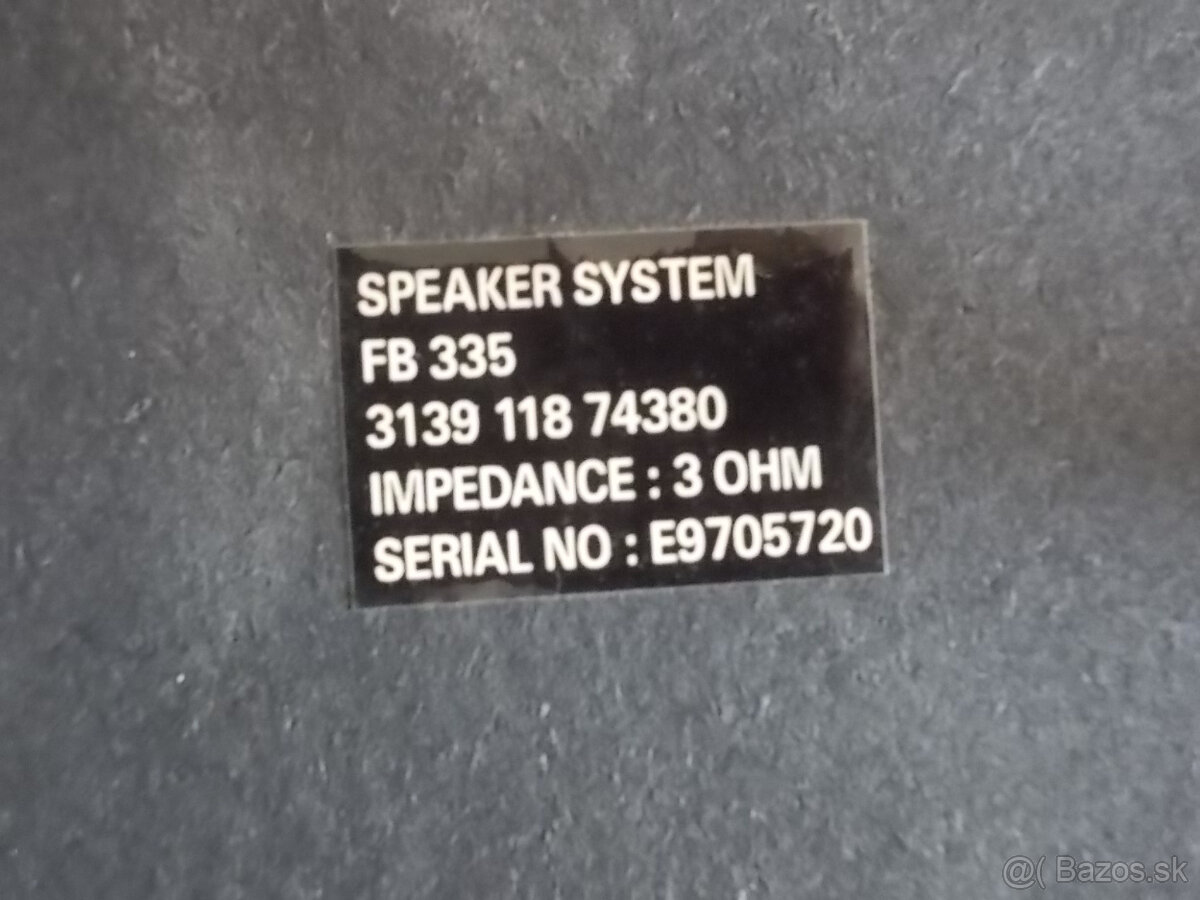 SPEAKER SYSTEM
FB 335
3139 118 74380
IMPEDANCE : 3 OHM
SERIAL NO : E9705720
@( Bazos.sk